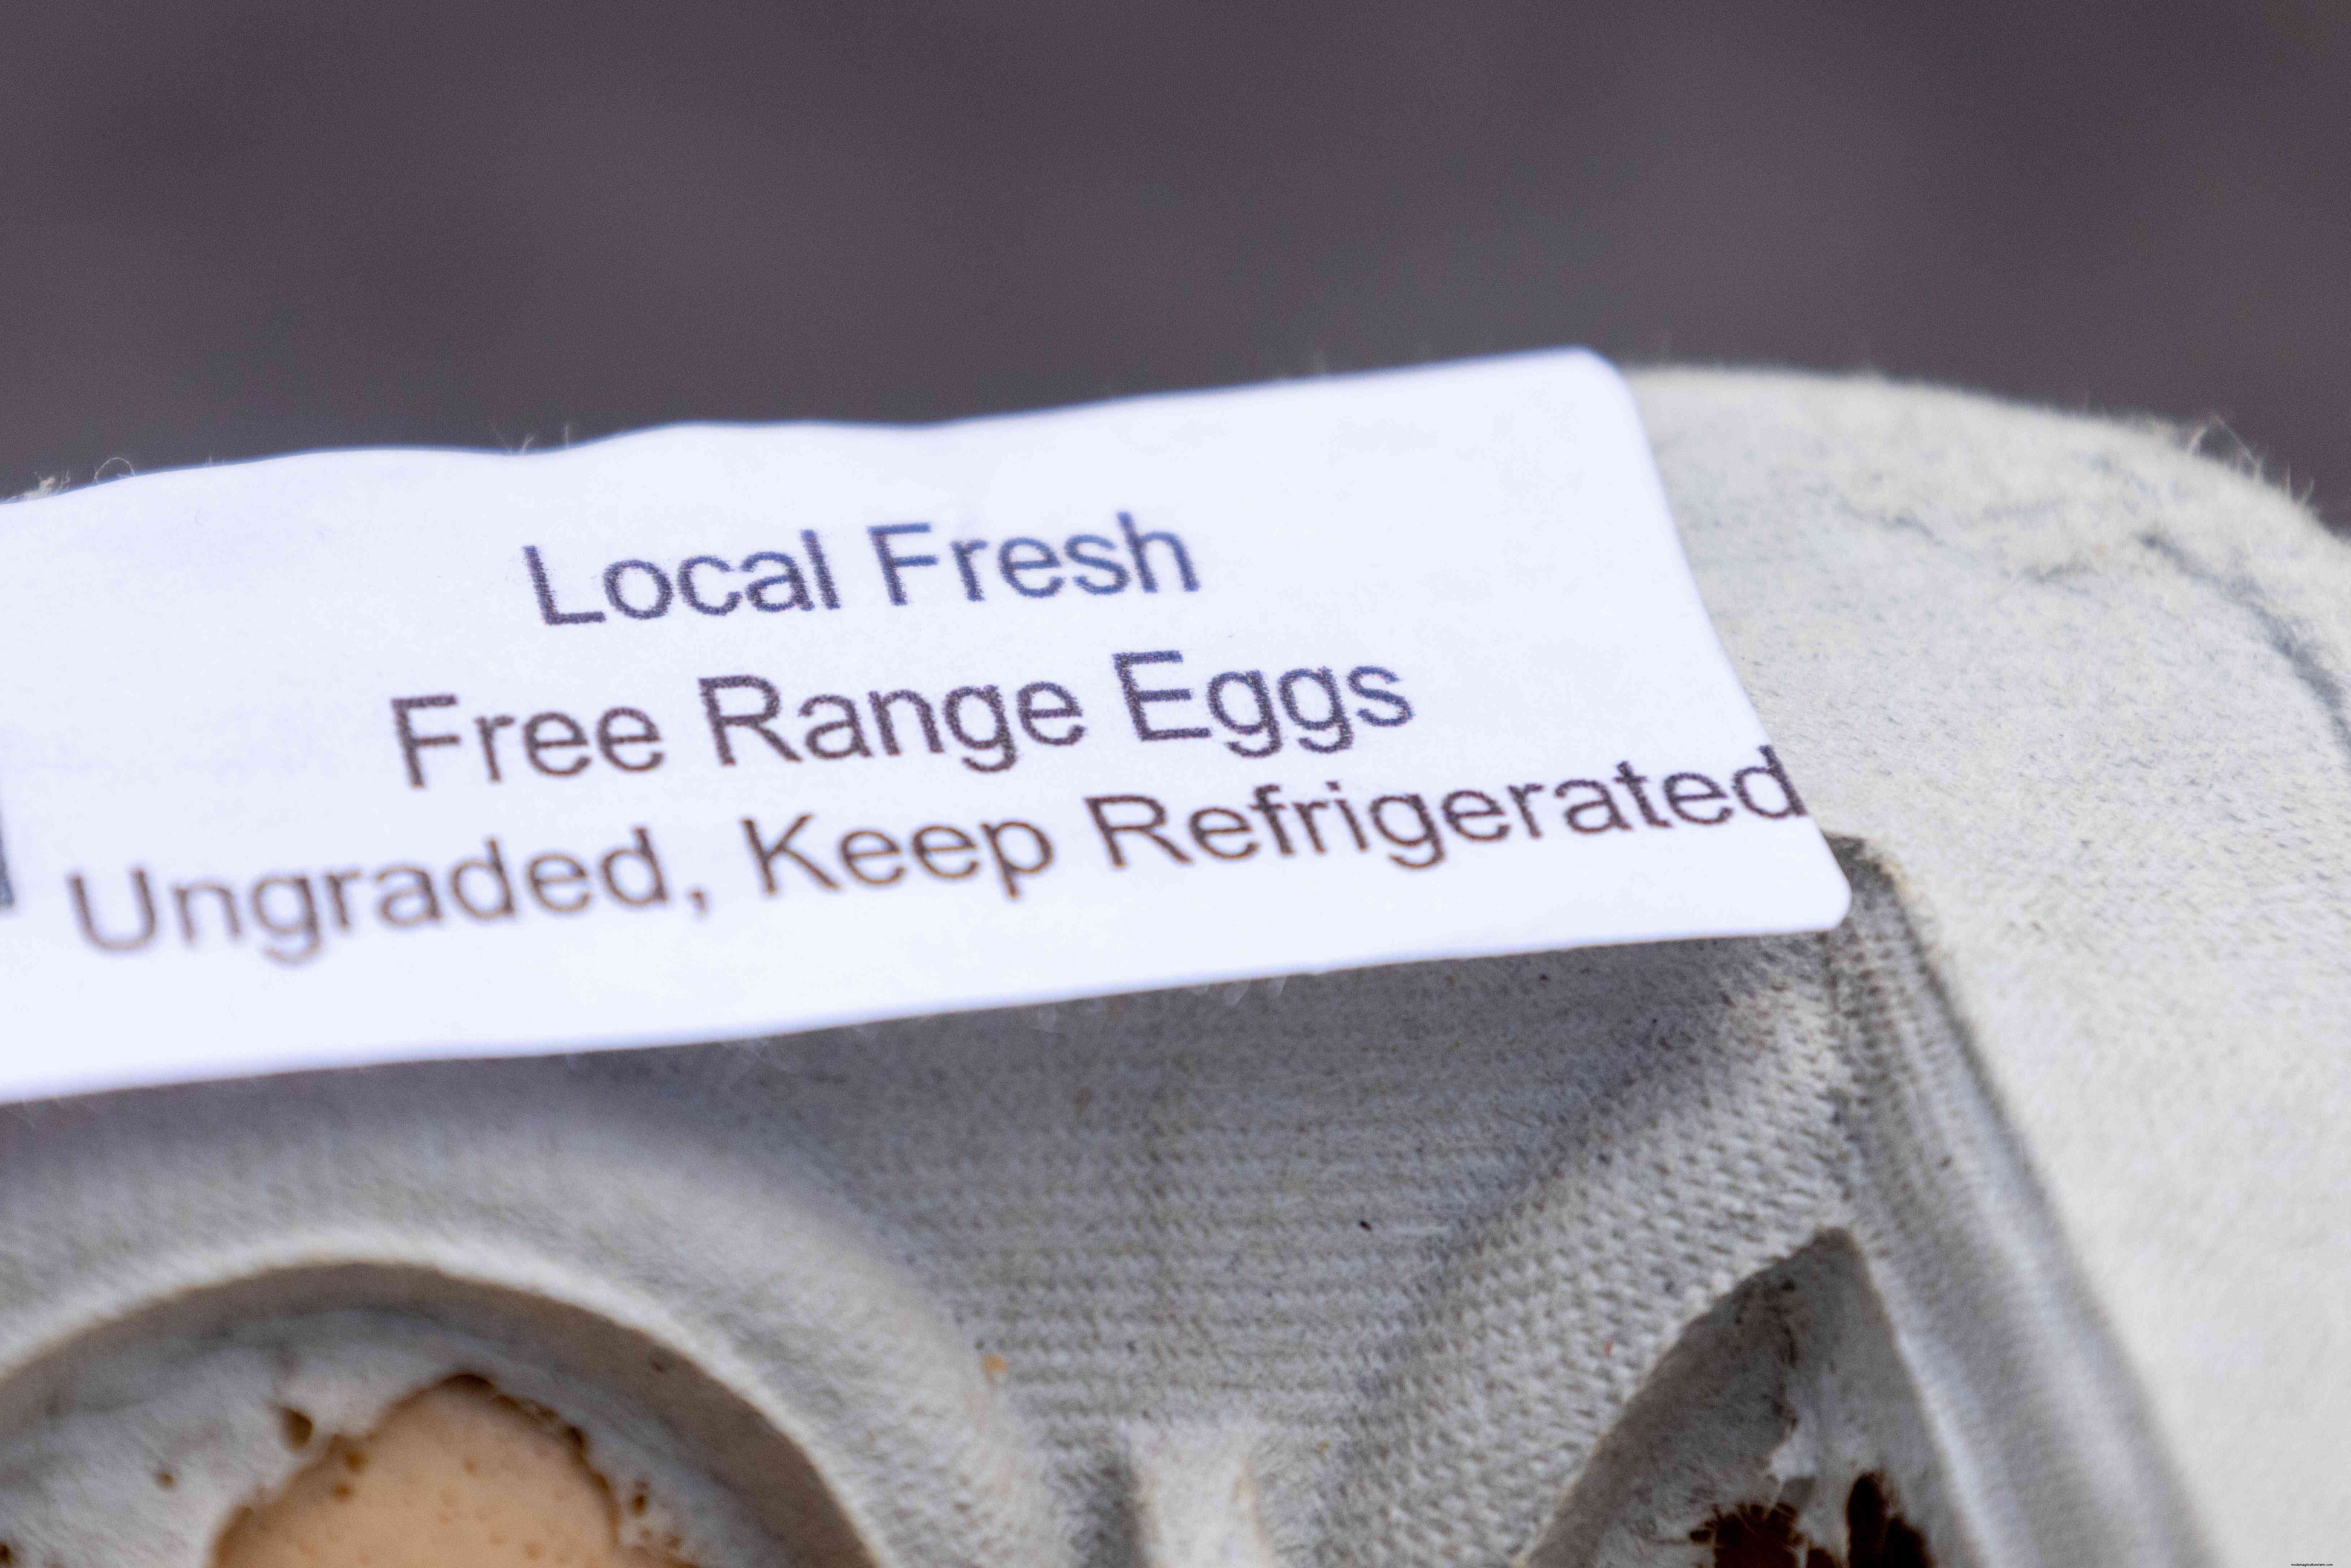 Local Fresh
Free Range Eggs
Ungraded, Keep Refrigerated